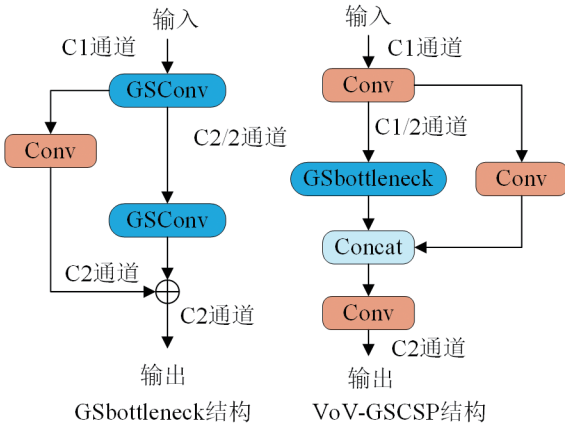 输入
C1通道
GSConv
Conv
C2/2通道
GSConv
C2通道
C2通道
输出
GSbottleneck结构
输入
C1通道
Conv
C1/2通道
GSbottleneck
Conv
Concat
Conv
C2通道
输出
VoV-GSCSP结构